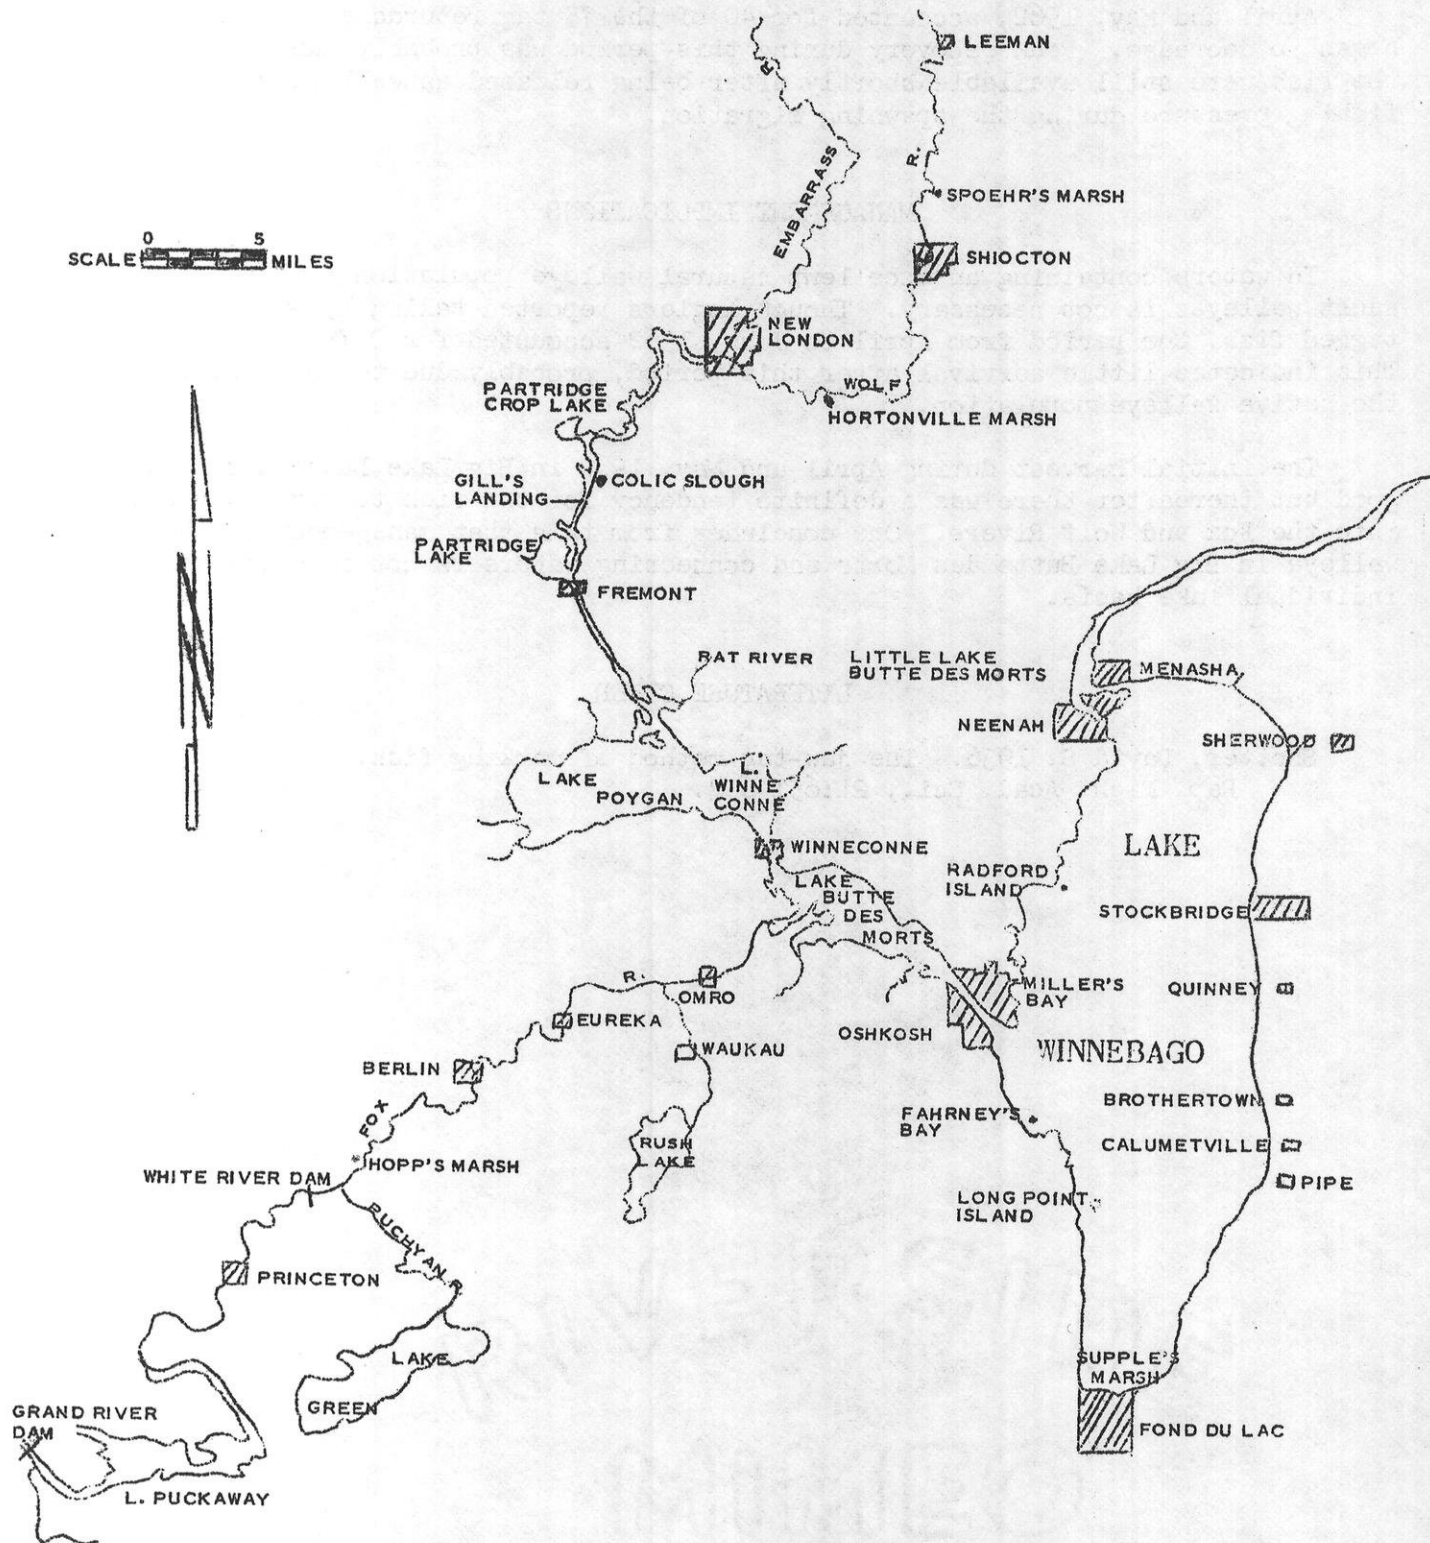 LEEMAN
R.
R.
EMBARRASS
SPOEHR'S MARSH
0 5
SCALE MILES
SHIOCTON
NEW
LONDON
WOLF
PARTRIDGE
CROP LAKE
HORTONVILLE MARSH
GILL'S
LANDING
COLIC SLOUGH
PARTRIDGE
LAKE
FREMONT
RAT RIVER
LITTLE LAKE
BUTTE DES MORTS
MENASHA
NEENAH
SHERWOOD
LAKE
POYGAN
L.
WINNE
CONNE
WINNECONNE
LAKE
RADFORD
ISLAND
LAKE
BUTTE
DES
MORTS
STOCKBRIDGE
R.
OMRO
MILLER'S
BAY
QUINNEY
EUREKA
OSHKOSH
WAUKAU
WINNEBAGO
BERLIN
BROTHERTOWN
FOX
FAHRNEY'S
BAY
RUSH
LAKE
CALUMETVILLE
HOPP'S MARSH
WHITE RIVER DAM
PIPE
LONG POINT
ISLAND
PUCHYAN R.
PRINCETON
LAKE
GREEN
SUPPLE'S
MARSH
GRAND RIVER
DAM
FOND DU LAC
L. PUCKAWAY